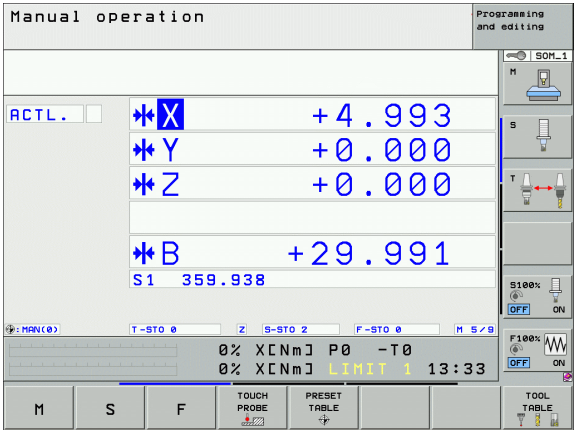 Manual operation
Programming
and editing
SOM_1
M
ACTL.
X +4.993
S
Y +0.000
Z +0.000
T
B +29.991
S1 359.938
S100%
OFF ON
:MAN(0) T-STO 0 Z S-STO 2 F-STO 0 M 5/9
0% X[Nm] P0 -T0
0% X[Nm] LIMIT 1 13:33
F100%
OFF ON
M
S
F
TOUCH
PROBE
PRESET
TABLE
TOOL
TABLE